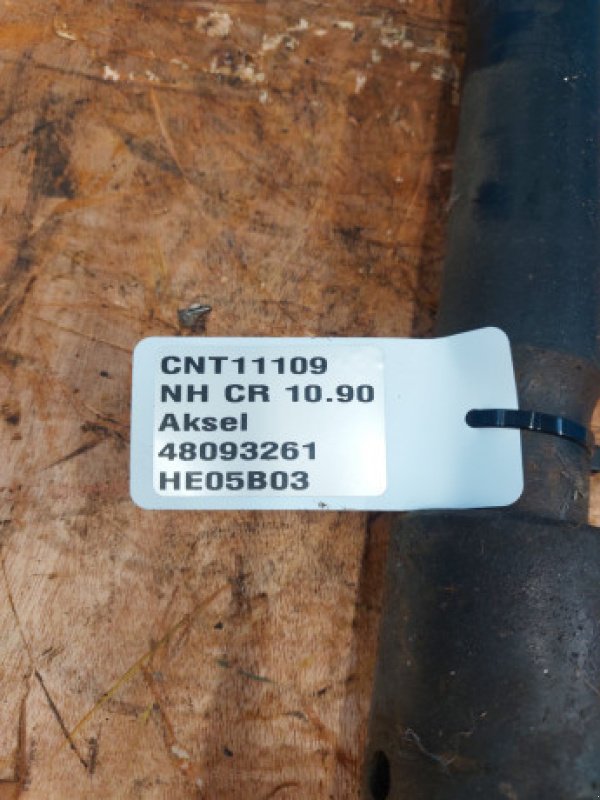 CNT11109
NH CR 10.90
Aksel
48093261
HE05B03